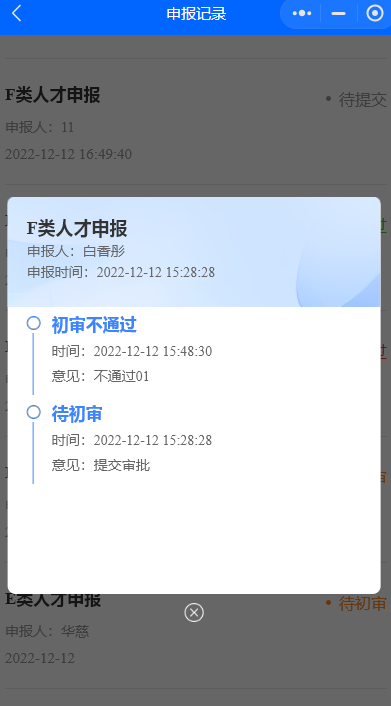 申报记录
F类人才申报
待提交
申报人：11
2022-12-12 16:49:40
F类人才申报
申报人：白香彤
申报时间：2022-12-12 15:28:28
初审不通过
时间：2022-12-12 15:48:30
意见：不通过01
待初审
时间：2022-12-12 15:28:28
意见：提交审批
E类人才申报
待初审
申报人：华慈
2022-12-12